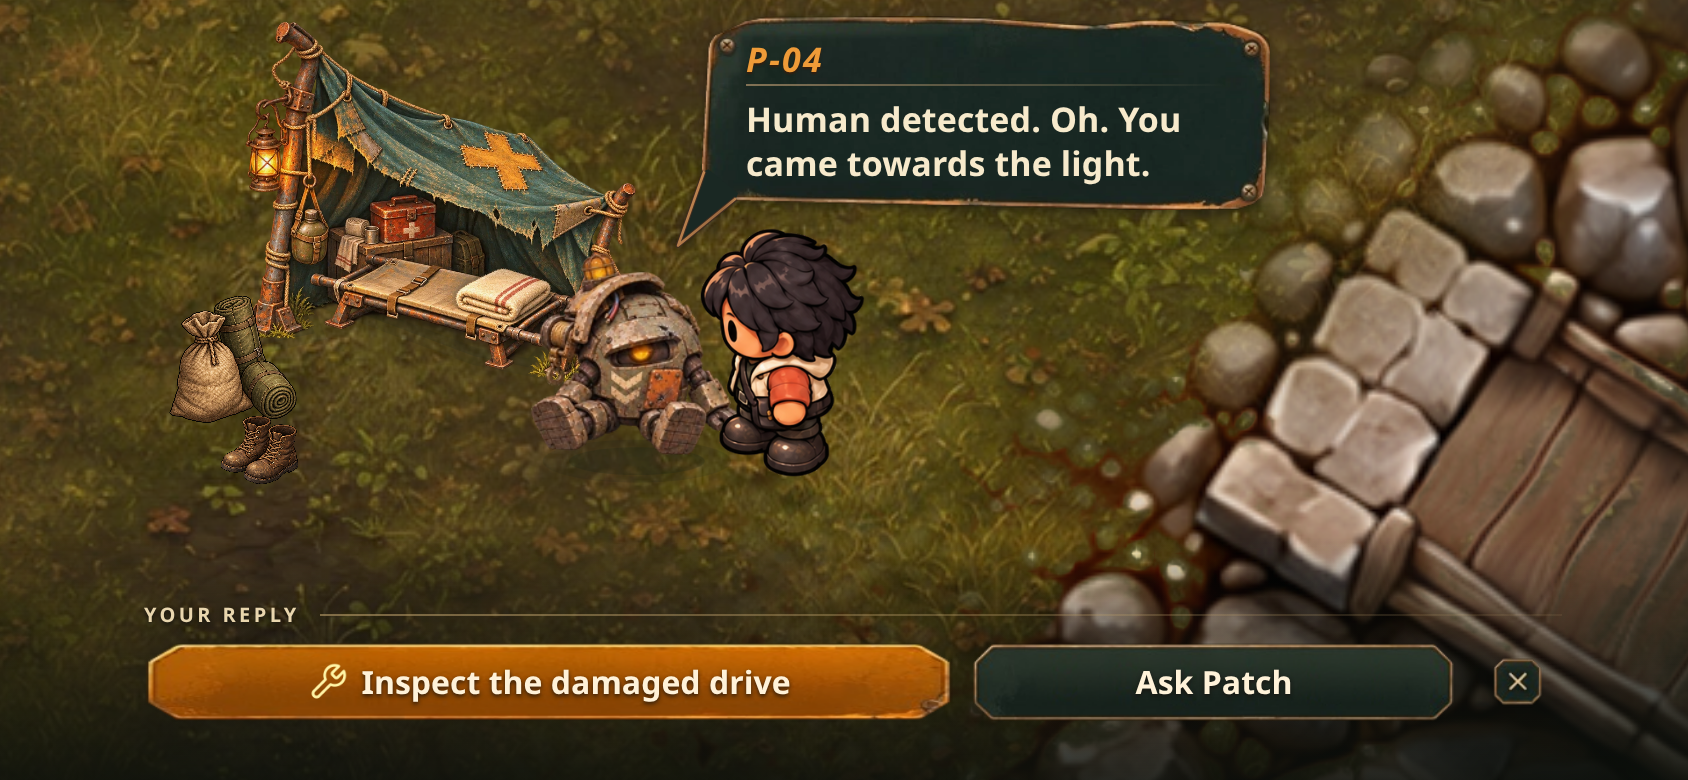 P-04
Human detected. Oh. You
came towards the light.
YOUR REPLY
Inspect the damaged drive
Ask Patch